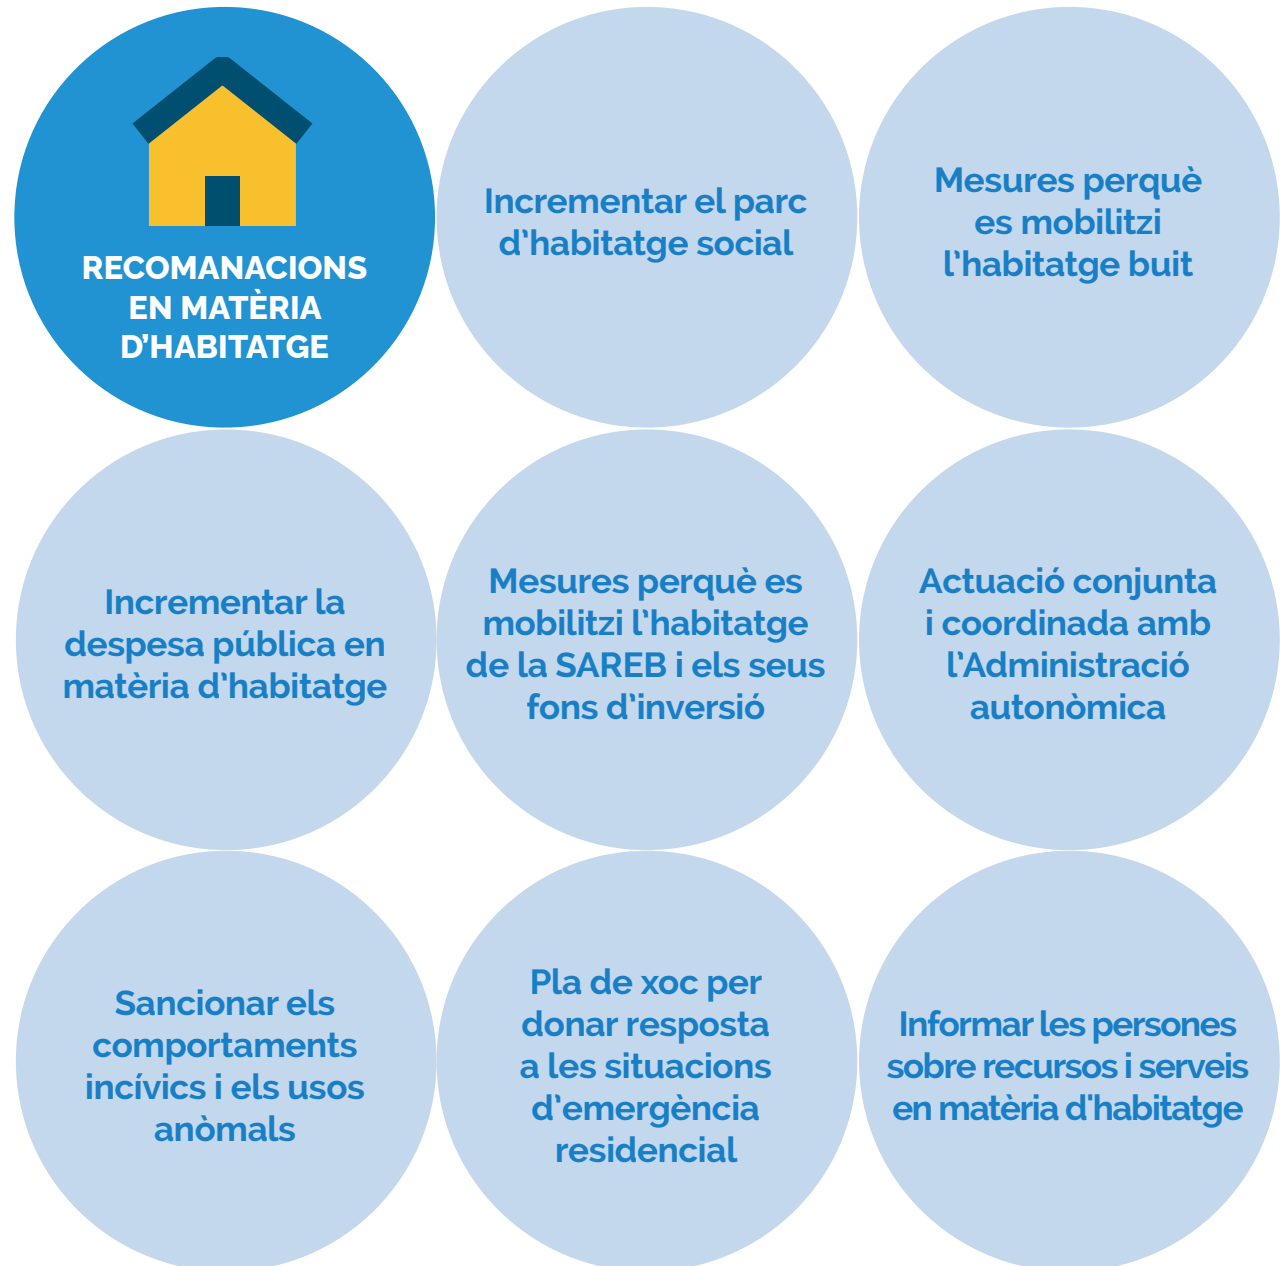 RECOMANACIONS
EN MATÈRIA
D’HABITATGE
Incrementar el parc
d’habitatge social
Mesures perquè
es mobilitzi
l’habitatge buit
Incrementar la
despesa pública en
matèria d’habitatge
Mesures perquè es
mobilitzi l’habitatge
de la SAREB i els seus
fons d’inversió
Actuació conjunta
i coordinada amb
l’Administració
autonòmica
Sancionar els
comportaments
incívics i els usos
anòmals
Pla de xoc per
donar resposta
a les situacions
d’emergència
residencial
Informar les persones
sobre recursos i serveis
en matèria d'habitatge